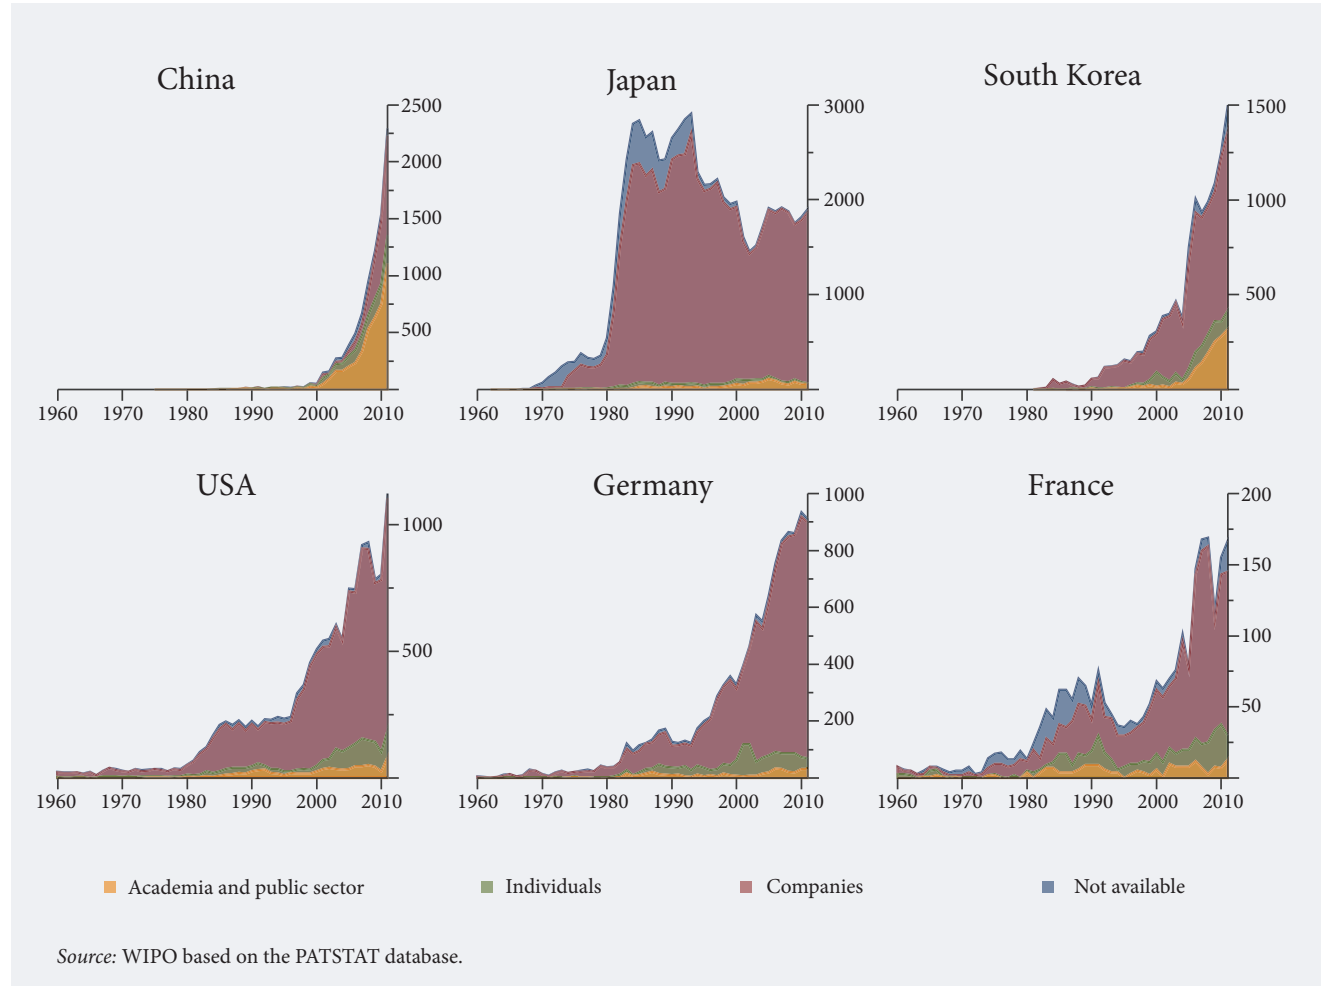 China
Japan
South Korea
2500
2000
1500
1000
500
3000
2000
1000
1500
1000
500
1960 1970 1980 1990 2000 2010
1960 1970 1980 1990 2000 2010
1960 1970 1980 1990 2000 2010
USA
Germany
France
1000
500
1000
800
600
400
200
200
150
100
50
1960 1970 1980 1990 2000 2010
1960 1970 1980 1990 2000 2010
1960 1970 1980 1990 2000 2010
Academia and public sector
Individuals
Companies
Not available
Source: WIPO based on the PATSTAT database.